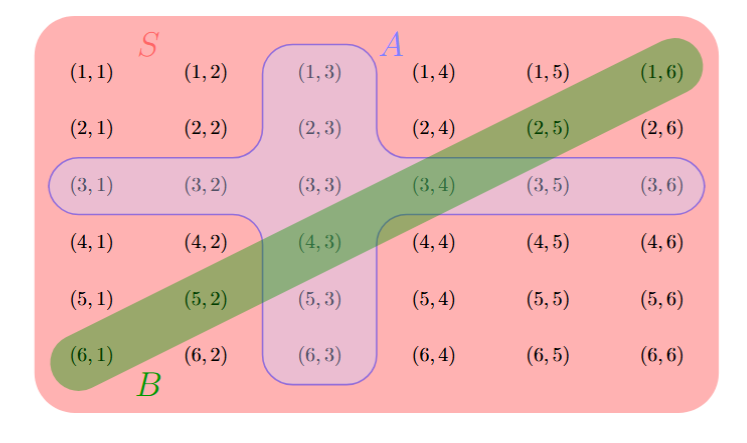 S A
(1, 1) (1, 2) (1, 3) (1, 4) (1, 5) (1, 6)
(2, 1) (2, 2) (2, 3) (2, 4) (2, 5) (2, 6)
(3, 1) (3, 2) (3, 3) (3, 4) (3, 5) (3, 6)
(4, 1) (4, 2) (4, 3) (4, 4) (4, 5) (4, 6)
(5, 1) (5, 2) (5, 3) (5, 4) (5, 5) (5, 6)
(6, 1) (6, 2) (6, 3) (6, 4) (6, 5) (6, 6)
B